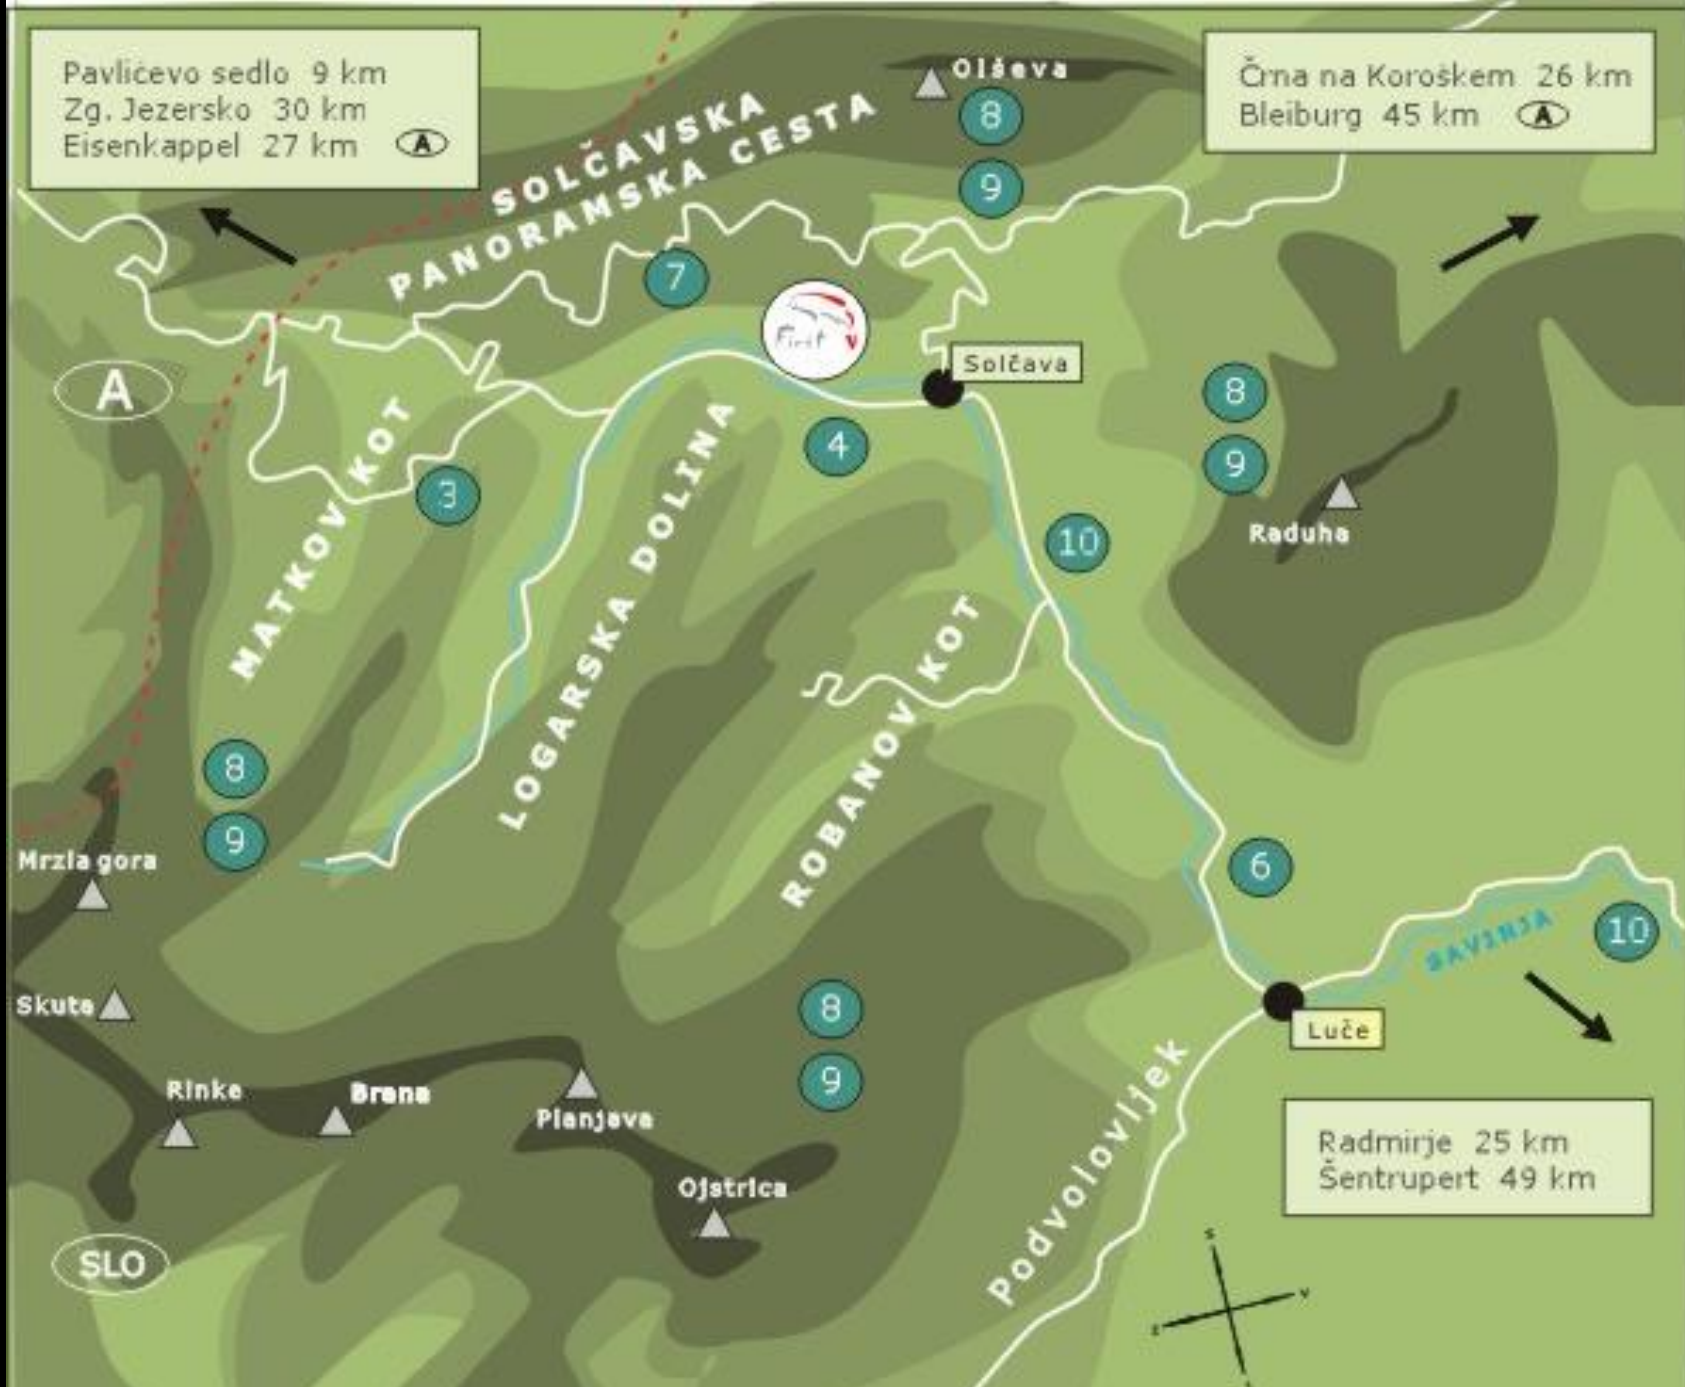 Pavličevo sedlo 9 km
Zg. Jezersko 30 km
Eisenkappel 27 km A
Olševa
Črna na Koroškem 26 km
Bleiburg 45 km A
SOLČAVSKA
PANORAMSKA CESTA
8
9
7
First
Solčava
A
4
8
9
MATKOV KOT
3
LOGARSKA DOLINA
Raduha
10
ROBANOV KOT
8
9
Mrzla gora
6
SAVINJA
10
Skuta
8
9
Luče
Rinka
Brana
Planjava
Podvolovljek
Ojstrica
Radmirje 25 km
Šentrupert 49 km
SLO
S
V
Z